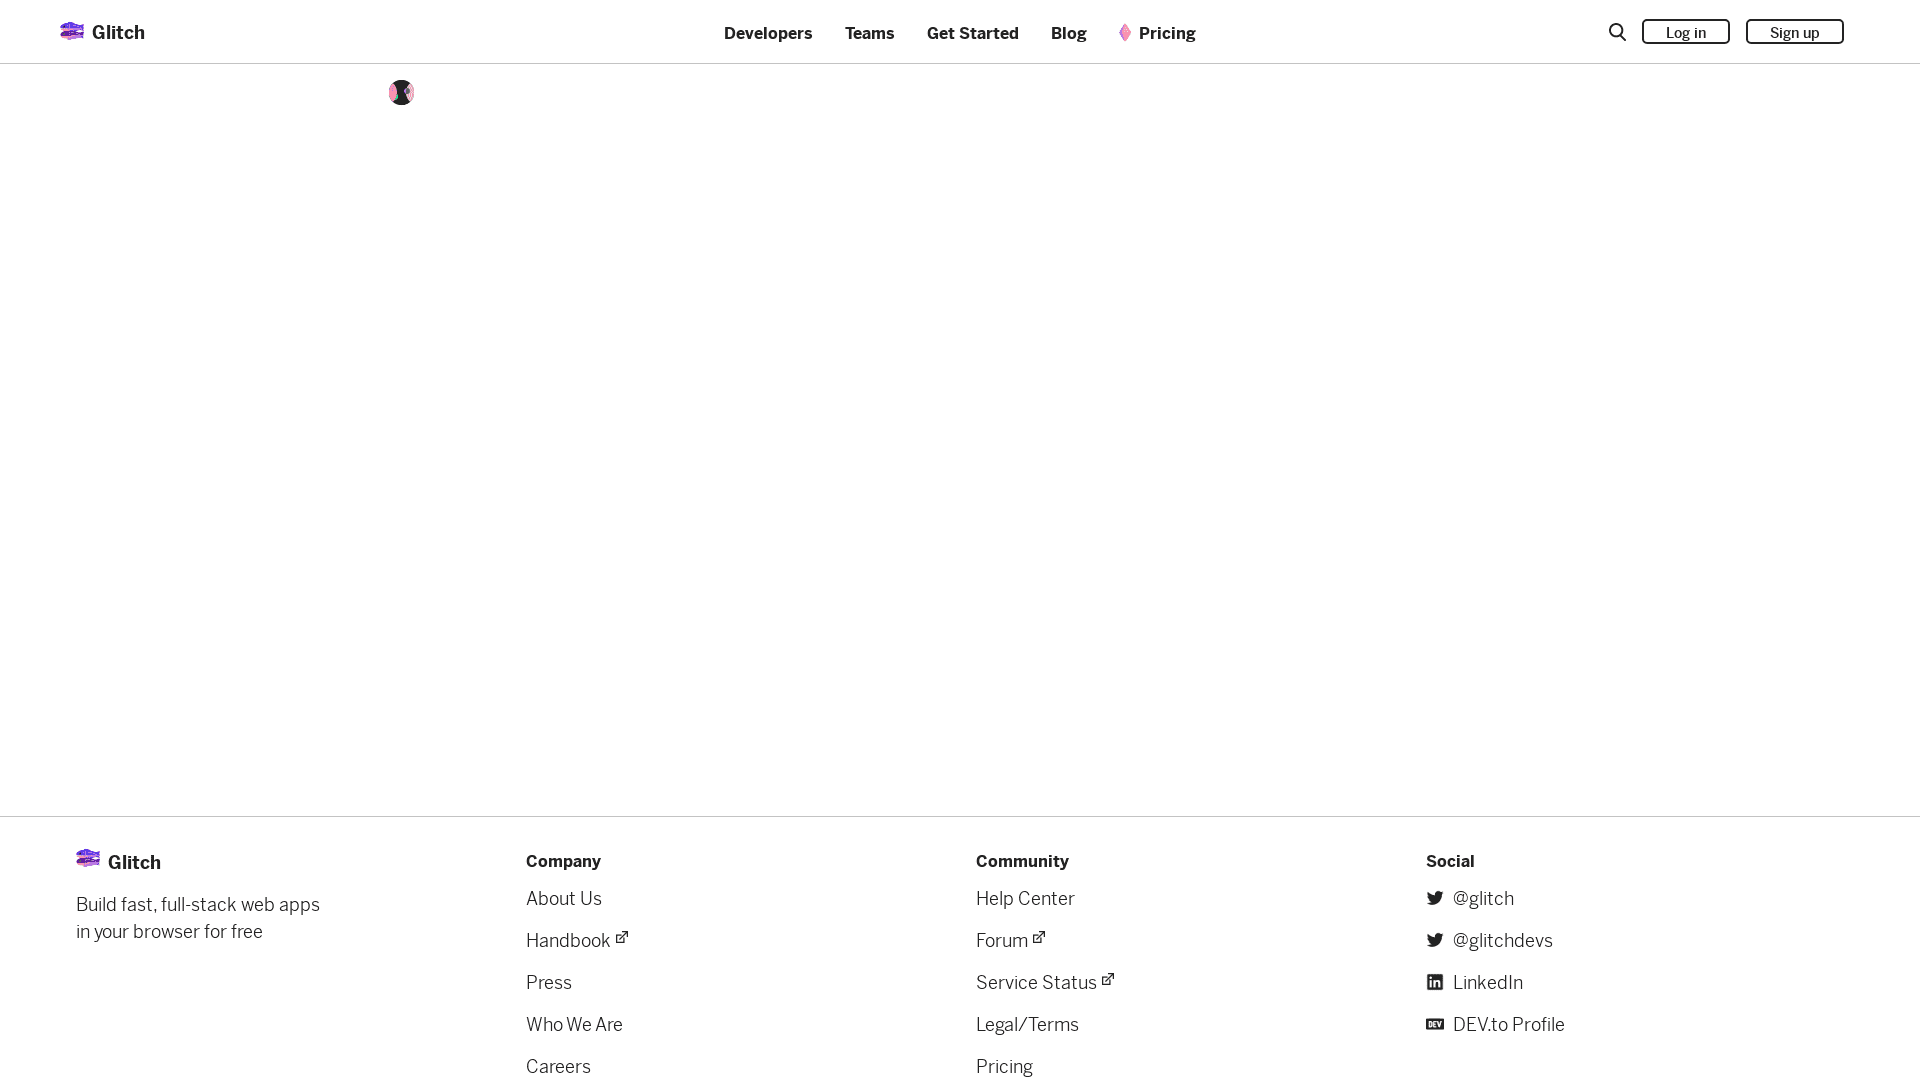 Glitch
Developers
Teams
Get Started
Blog
Pricing
Log in
Sign up
Glitch
Build fast, full-stack web apps
in your browser for free
Company
About Us
Handbook
Press
Who We Are
Careers
Community
Help Center
Forum
Service Status
Legal/Terms
Pricing
Social
@glitch
@glitchdevs
LinkedIn
DEV DEV.to Profile